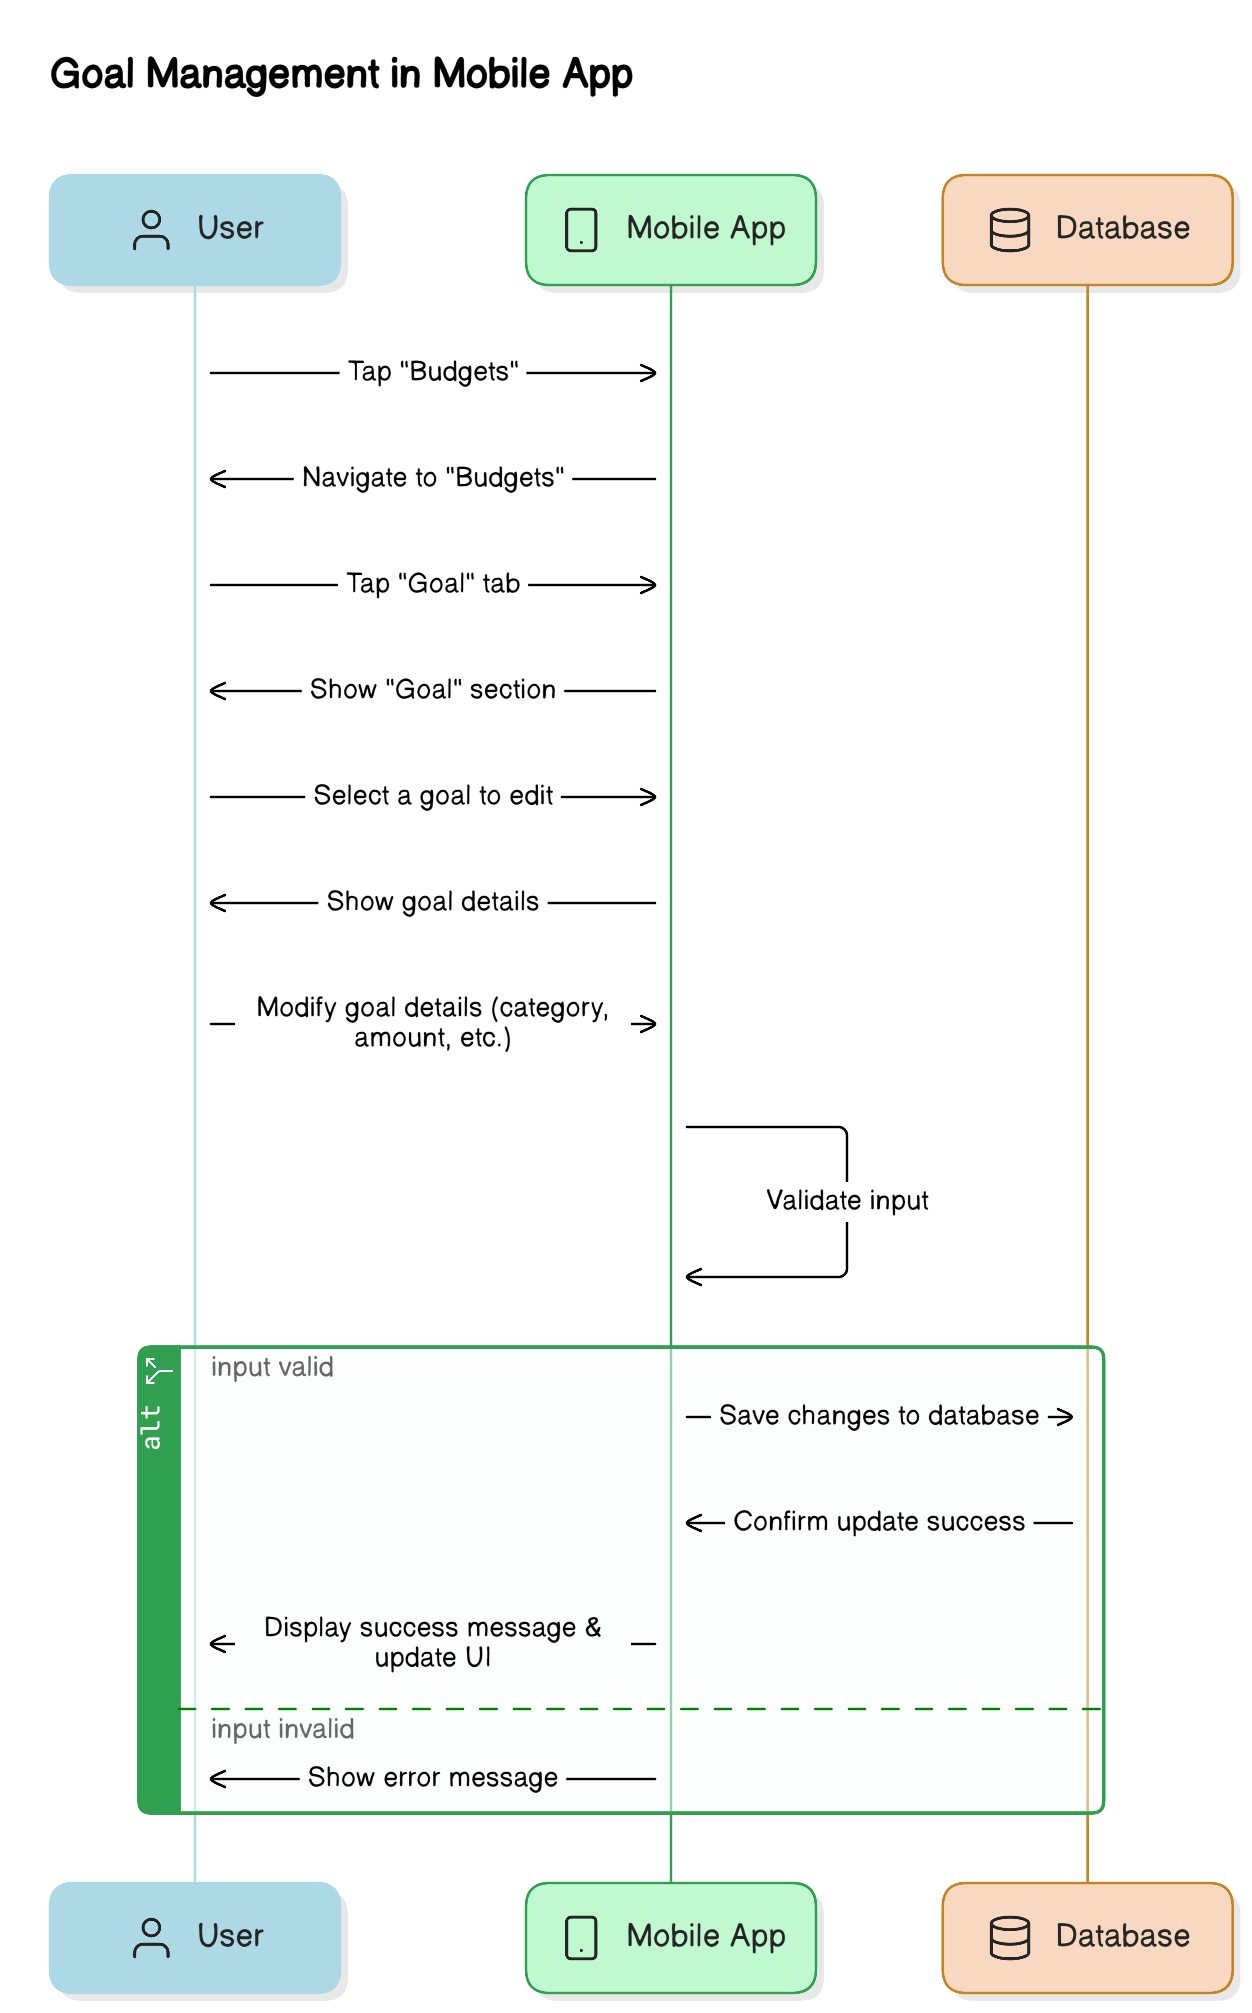 Goal Management in Mobile App
User
Mobile App
Database
Tap "Budgets"
Navigate to "Budgets"
Tap "Goal" tab
Show "Goal" section
Select a goal to edit
Show goal details
Modify goal details (category,
amount, etc.)
Validate input
alt
input valid
Save changes to database
Confirm update success
Display success message &
update UI
input invalid
Show error message
User
Mobile App
Database